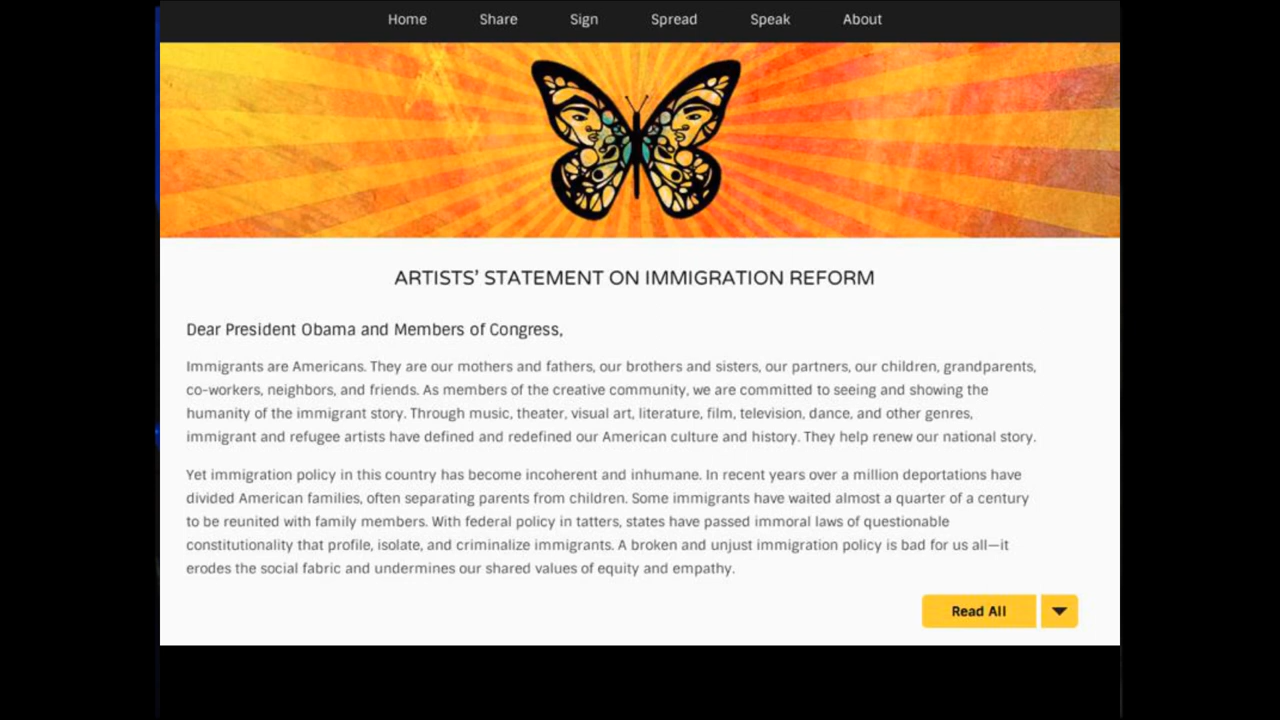 Home Share Sign Spread Speak About
ARTISTS’ STATEMENT ON IMMIGRATION REFORM
Dear President Obama and Members of Congress,
Immigrants are Americans. They are our mothers and fathers, our brothers and sisters, our partners, our children, grandparents,
co-workers, neighbors, and friends. As members of the creative community, we are committed to seeing and showing the
humanity of the immigrant story. Through music, theater, visual art, literature, film, television, dance, and other genres,
immigrant and refugee artists have defined and redefined our American culture and history. They help renew our national story.
Yet immigration policy in this country has become incoherent and inhumane. In recent years over a million deportations have
divided American families, often separating parents from children. Some immigrants have waited almost a quarter of a century
to be reunited with family members. With federal policy in tatters, states have passed immoral laws of questionable
constitutionality that profile, isolate, and criminalize immigrants. A broken and unjust immigration policy is bad for us all—it
erodes the social fabric and undermines our shared values of equity and empathy.
Read All